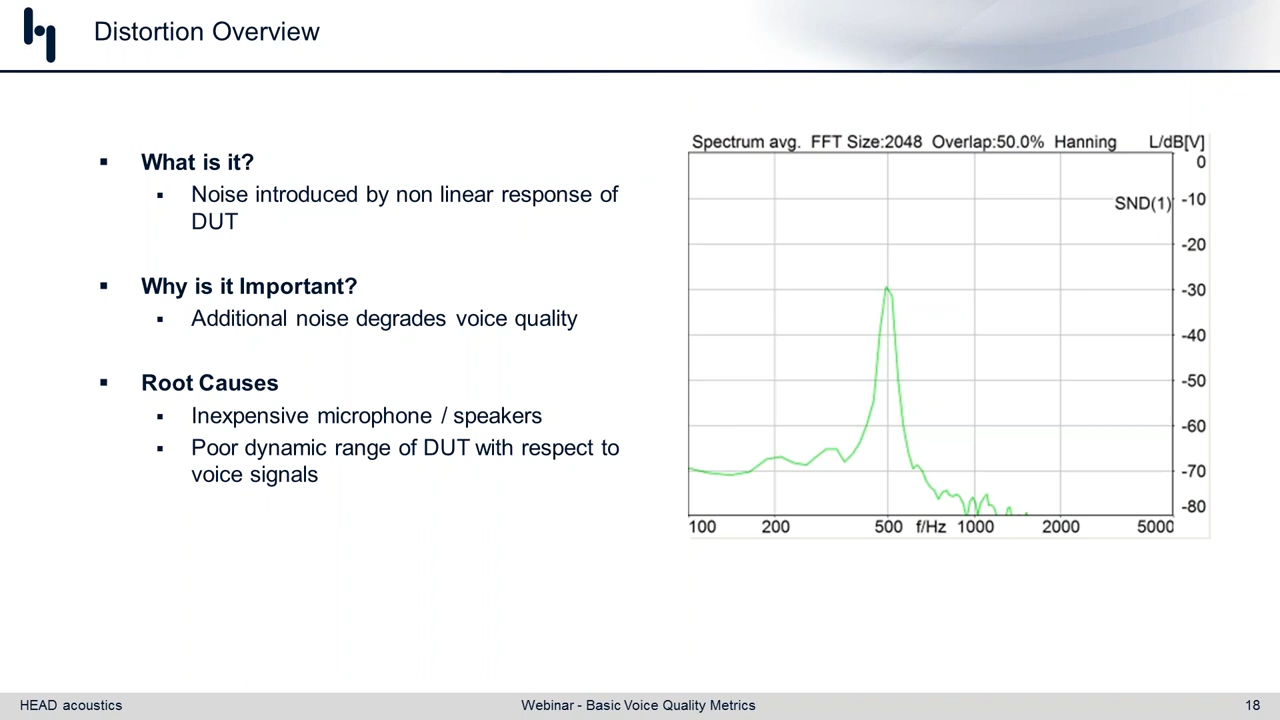 Distortion Overview
▪ What is it?
▪ Noise introduced by non linear response of
DUT
▪ Why is it Important?
▪ Additional noise degrades voice quality
▪ Root Causes
▪ Inexpensive microphone / speakers
▪ Poor dynamic range of DUT with respect to
voice signals
Spectrum avg. FFT Size:2048 Overlap:50.0% Hanning L/dB[V]
0
SND(1) -10
-20
-30
-40
-50
-60
-70
-80
100 200 500 f/Hz 1000 2000 5000
HEAD acoustics Webinar - Basic Voice Quality Metrics 18